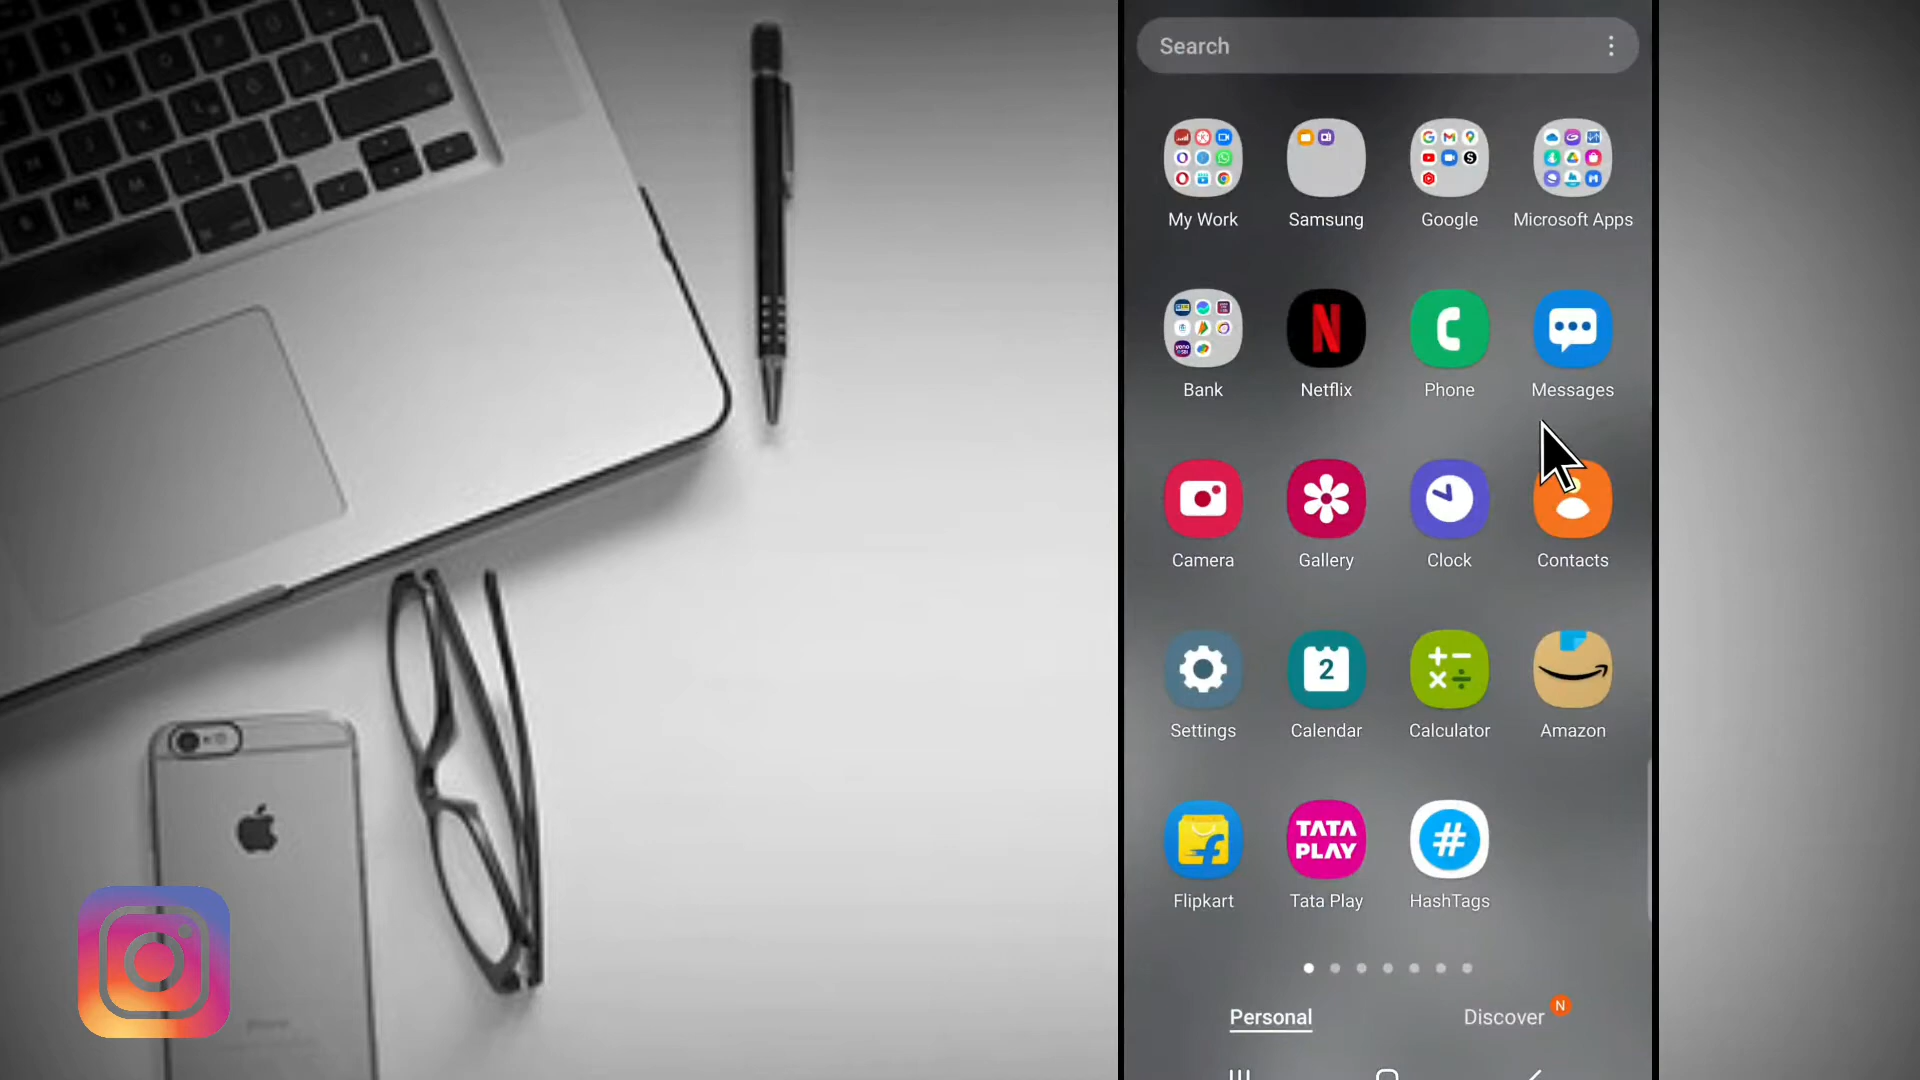 Search
My Work
Samsung
Google
Microsoft Apps
Bank
Netflix
Phone
Messages
Camera
Gallery
Clock
Contacts
2
Settings
Calendar
Calculator
Amazon
TATA
PLAY
#
Flipkart
Tata Play
HashTags
Personal
Discover
N